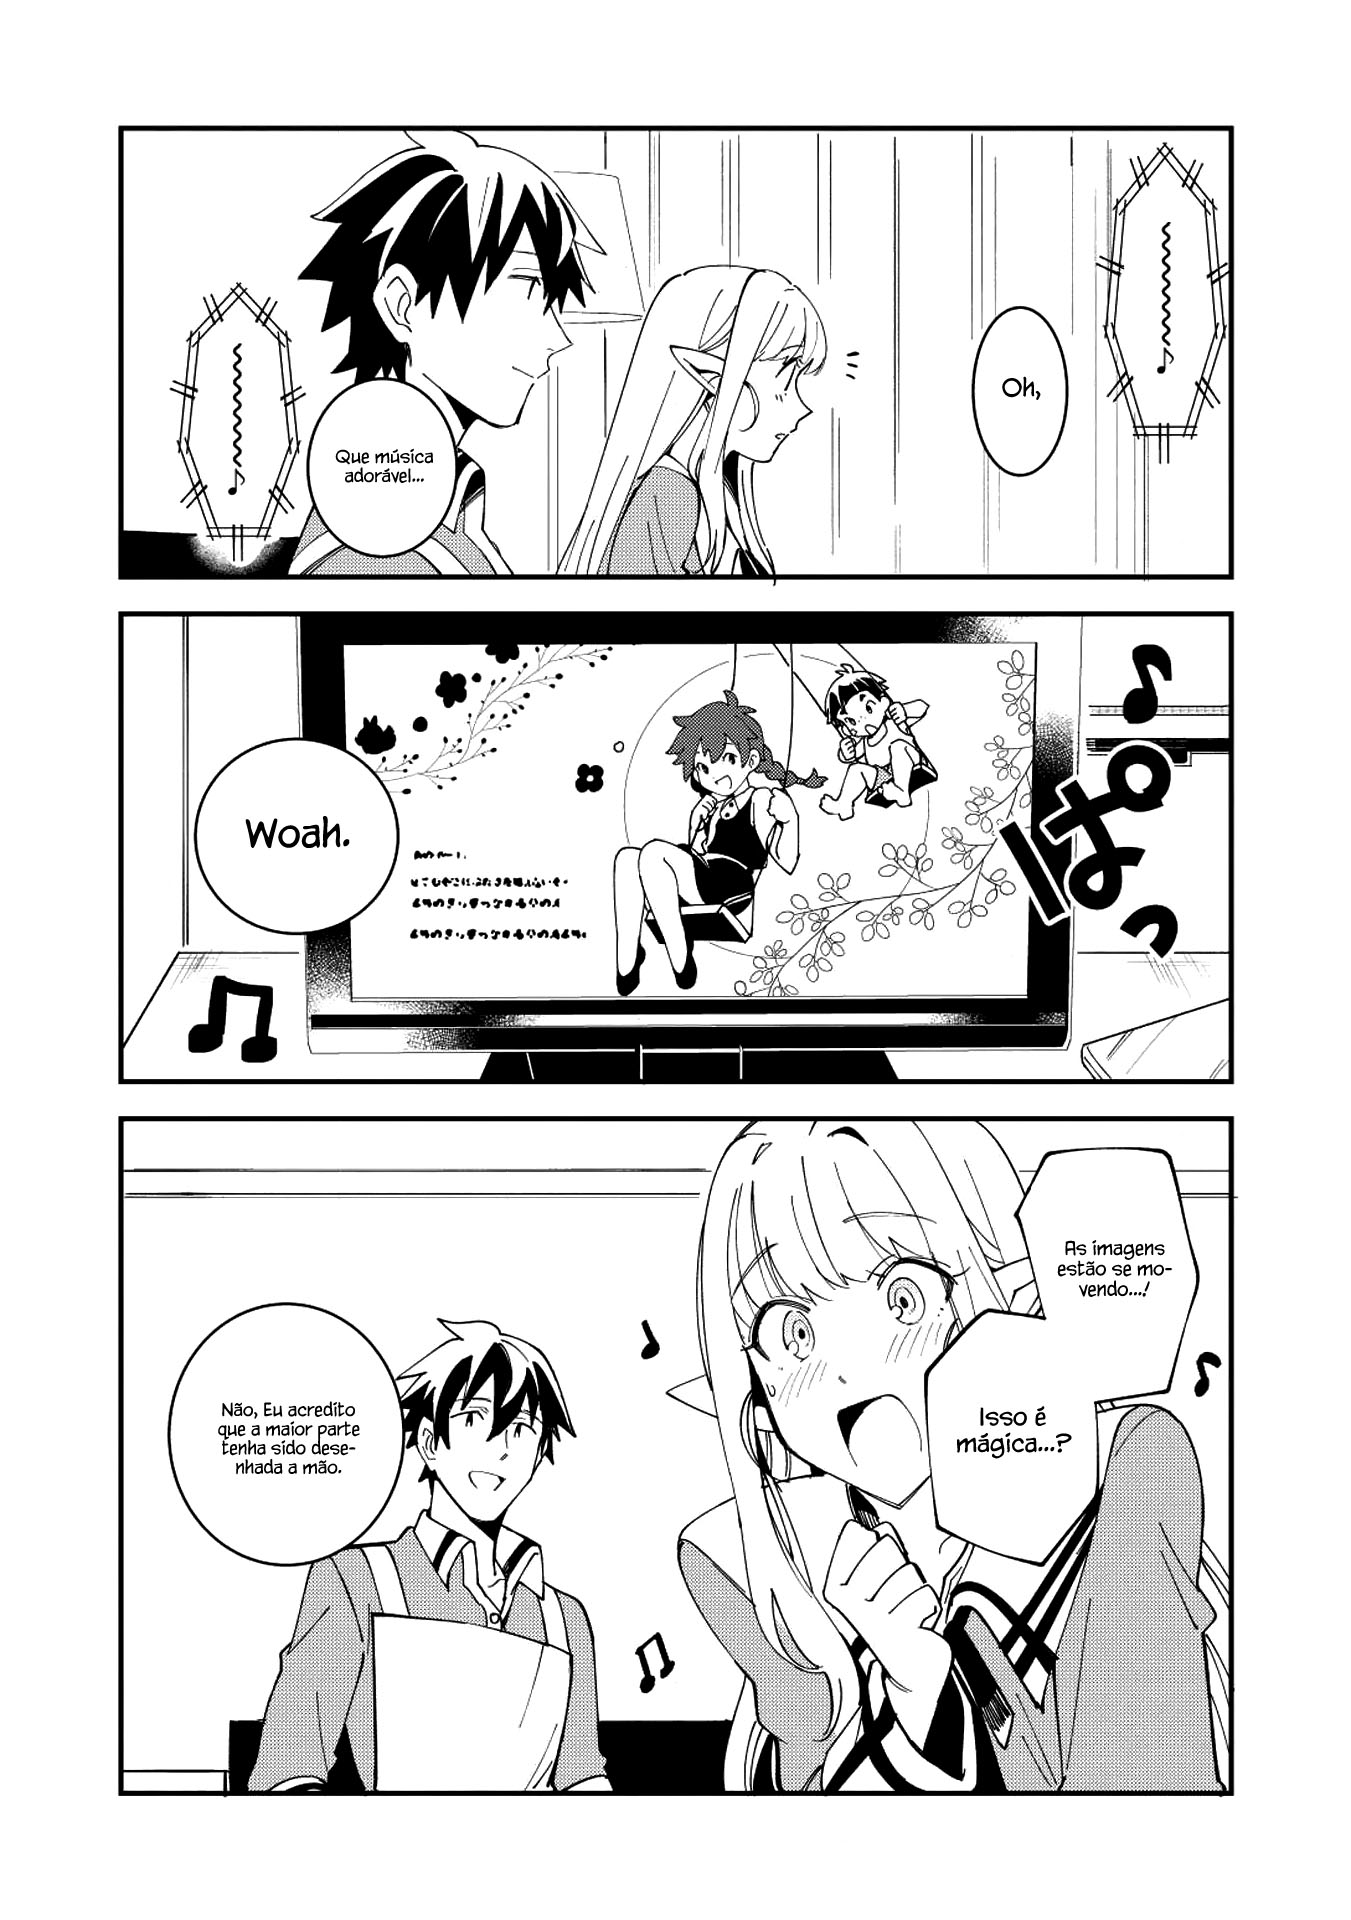 Oh,
Que música
adorável...
Woah.
ぱっ
As imagens
estão se mo-
vendo...!
Isso é
mágica...?
Não, Eu acredito
que a maior parte
tenha sido dese-
nhada a mão.